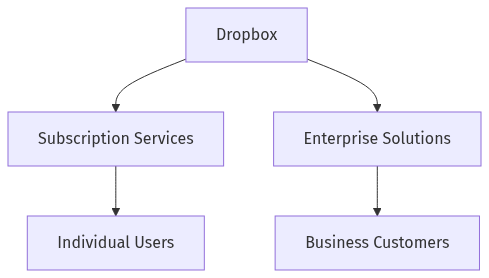 Dropbox
Subscription Services
Enterprise Solutions
Individual Users
Business Customers